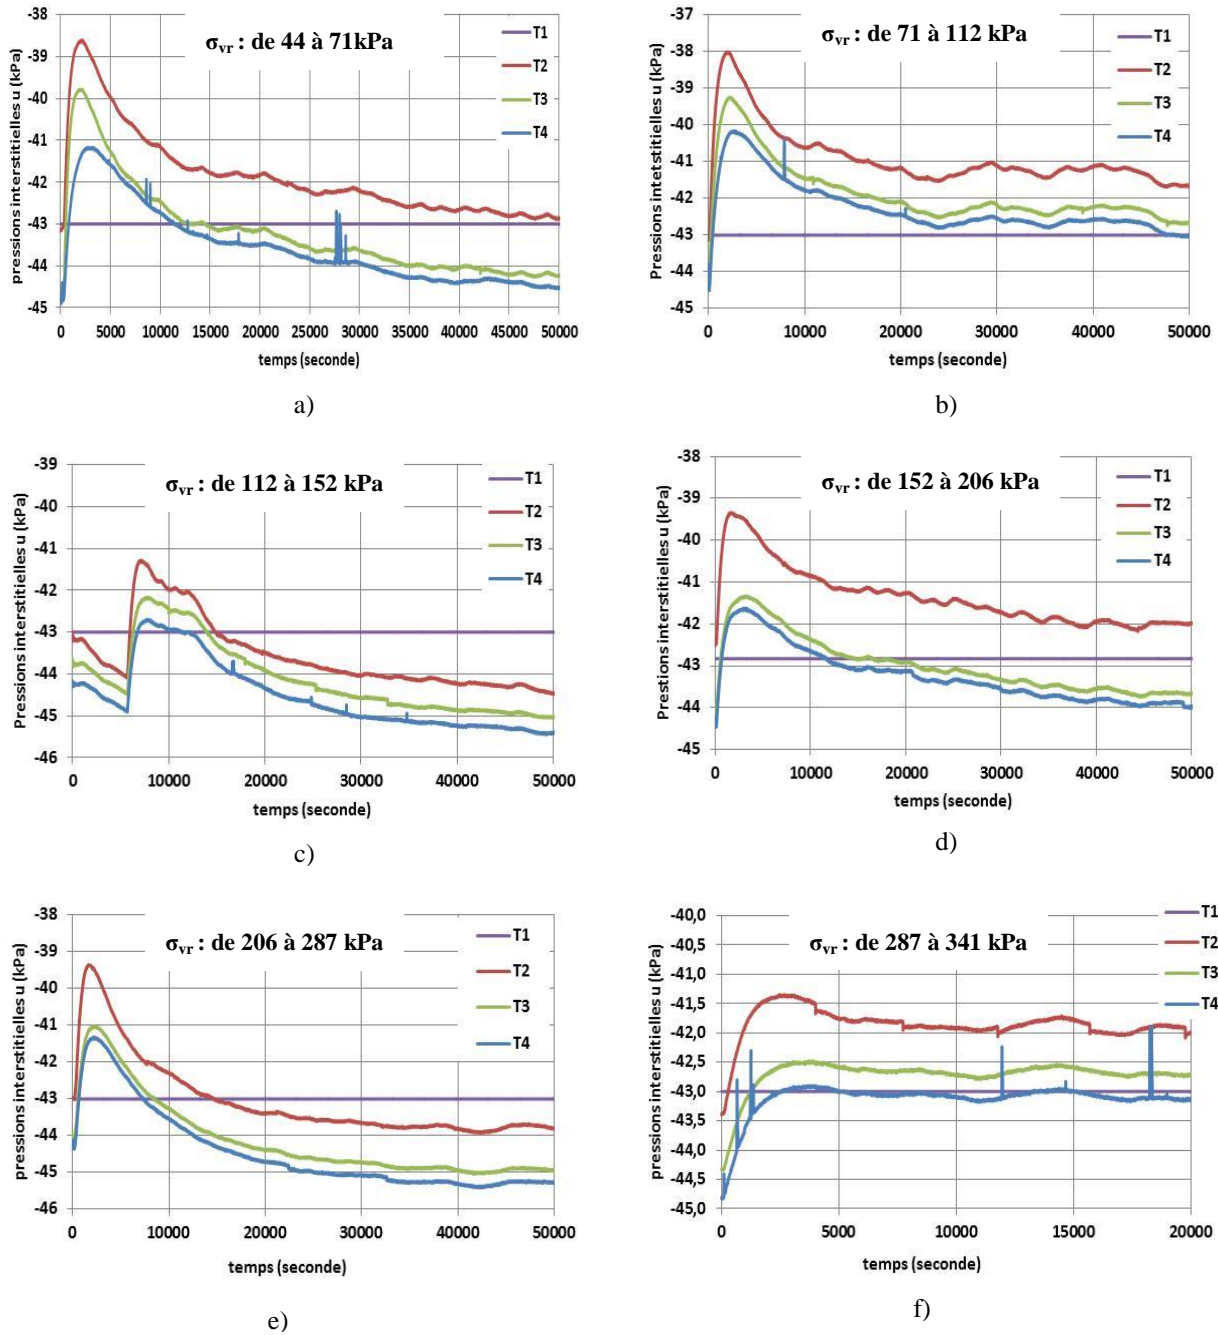 σvr : de 44 à 71kPa
pressions interstitielles u (kPa)
-38
-39
-40
-41
-42
-43
-44
-45
0 5000 10000 15000 20000 25000 30000 35000 40000 45000 50000
temps (seconde)
T1
T2
T3
T4
a)
σvr : de 71 à 112 kPa
Pressions intestitielles u (kPa)
-37
-38
-39
-40
-41
-42
-43
-44
-45
0 10000 20000 30000 40000 50000
temps (seconde)
T1
T2
T3
T4
b)
σvr : de 112 à 152 kPa
Pressions interstitielles u (kPa)
-39
-40
-41
-42
-43
-44
-45
-46
0 10000 20000 30000 40000 50000
temps (seconde)
T1
T2
T3
T4
c)
σvr : de 152 à 206 kPa
Prestions interstitielles u (kPa)
-38
-39
-40
-41
-42
-43
-44
-45
0 10000 20000 30000 40000 50000
temps (seconde)
T1
T2
T3
T4
d)
σvr : de 206 à 287 kPa
pressions interstitielles u (kPa)
-38
-39
-40
-41
-42
-43
-44
-45
-46
0 10000 20000 30000 40000 50000
temps (seconde)
T1
T2
T3
T4
e)
σvr : de 287 à 341 kPa
pressions interstitielles u (kPa)
-40,0
-40,5
-41,0
-41,5
-42,0
-42,5
-43,0
-43,5
-44,0
-44,5
-45,0
0 5000 10000 15000 20000
temps (seconde)
T1
T2
T3
T4
f)